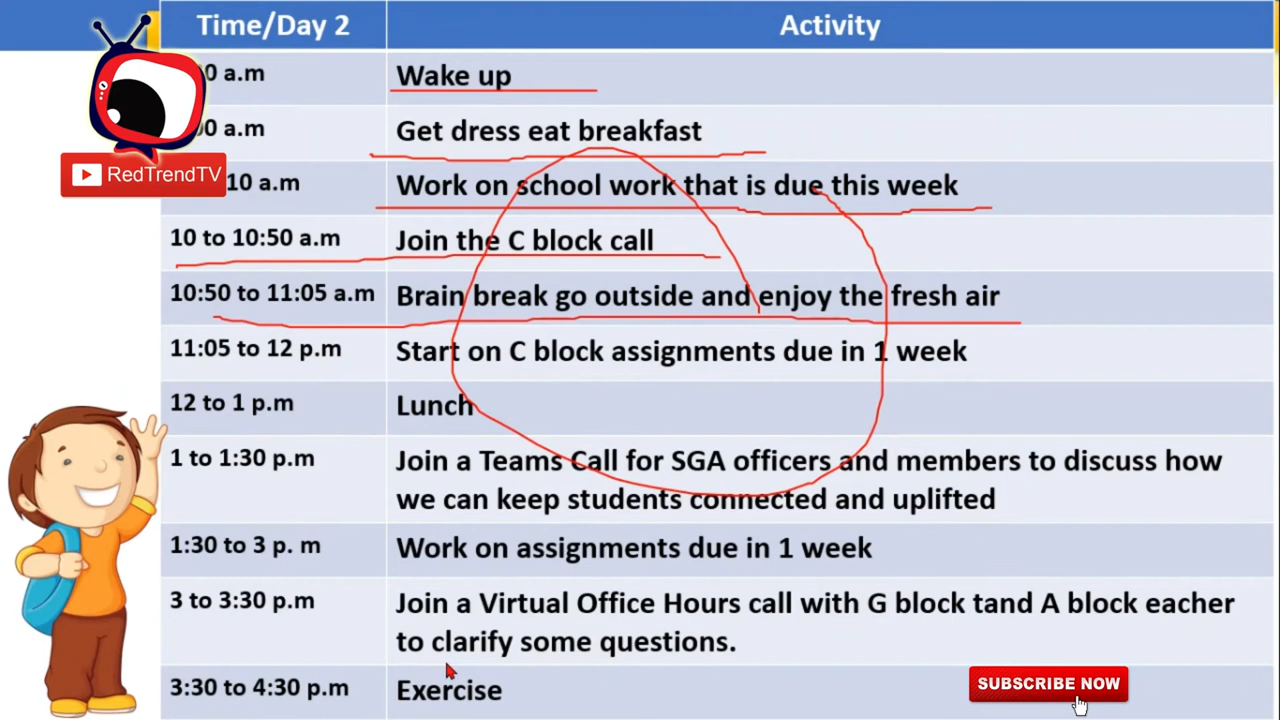 Time/Day 2 Activity
a.m Wake up
a.m Get dress eat breakfast
10 a.m Work on school work that is due this week
RedTrendTV
10 to 10:50 a.m Join the C block call
10:50 to 11:05 a.m Brain break go outside and enjoy the fresh air
11:05 to 12 p.m Start on C block assignments due in 1 week
12 to 1 p.m Lunch
1 to 1:30 p.m Join a Teams Call for SGA officers and members to discuss how
we can keep students connected and uplifted
1:30 to 3 p. m Work on assignments due in 1 week
3 to 3:30 p.m Join a Virtual Office Hours call with G block tand A block eacher
to clarify some questions.
3:30 to 4:30 p.m Exercise
SUBSCRIBE NOW